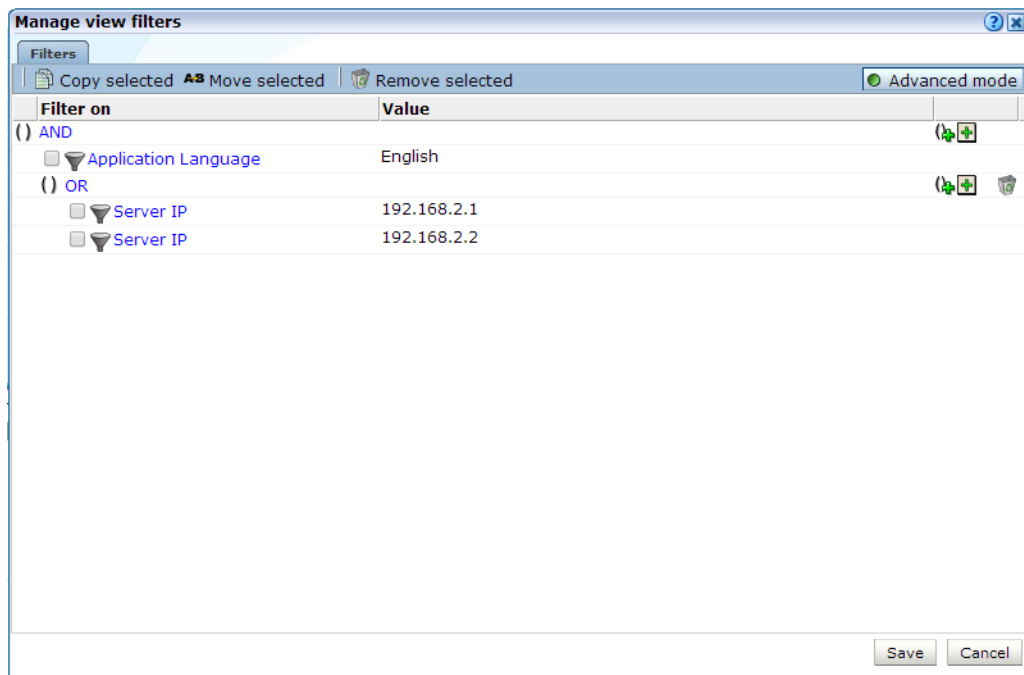 Manage view filters
Filters
Copy selected A-B Move selected Remove selected Advanced mode
Filter on Value
() AND
Application Language English
() OR
Server IP 192.168.2.1
Server IP 192.168.2.2
Save Cancel